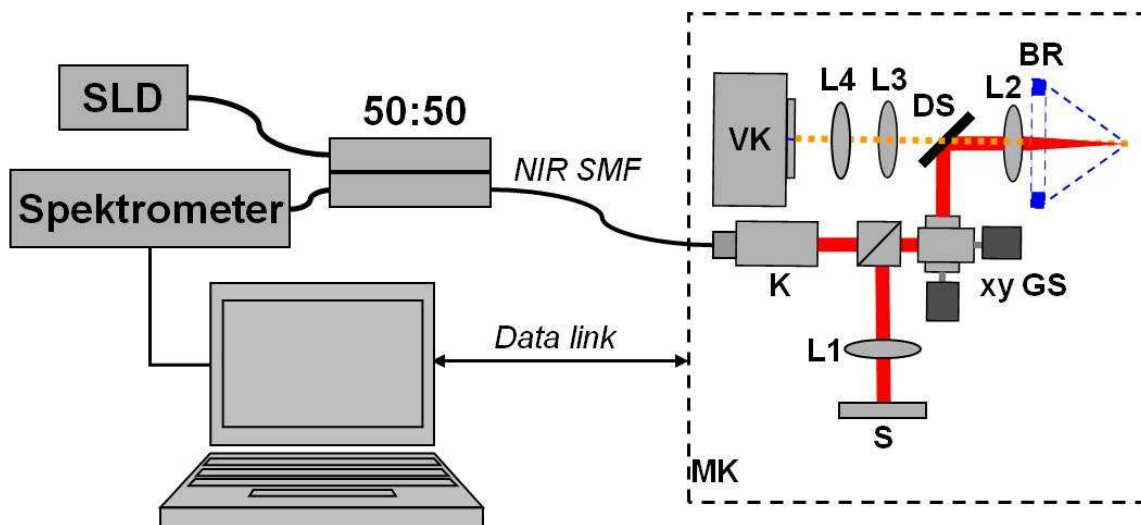 SLD
50:50
Spektrometer
NIR SMF
Data link
VK
L4
L3
DS
L2
BR
K
xy GS
L1
S
MK